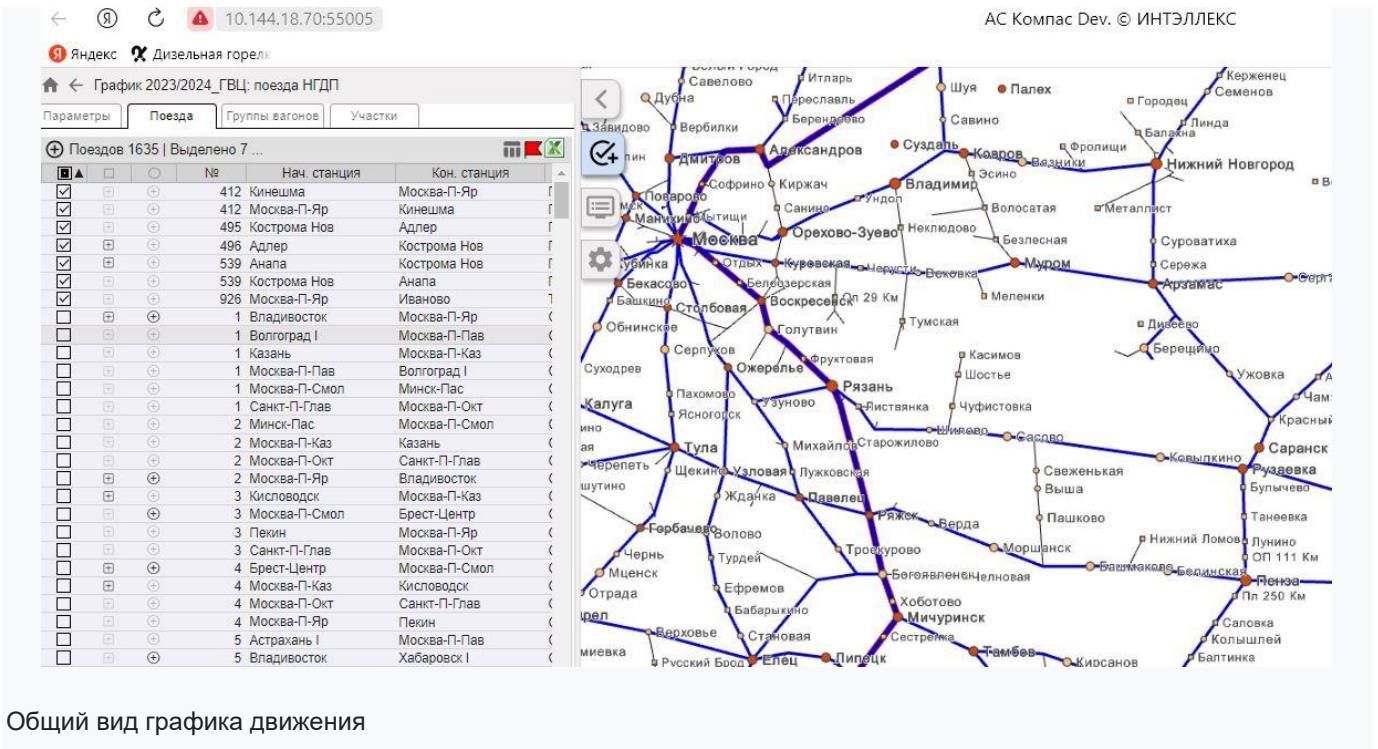 10.144.18.70:55005
АС Компас Dev. © ИНТЭЛЛЕКС
Яндекс
Дизельная горелк
График 2023/2024_ГВЦ: поезда НГДП
Параметры Поезда Группы вагонов Участки
Поездов 1635 | Выделено 7 ...
№ Нач. станция Кон. станция
412 Кинешма Москва-П-Яр
412 Москва-П-Яр Кинешма
495 Кострома Нов Адлер
496 Адлер Кострома Нов
539 Анапа Кострома Нов
539 Кострома Нов Анапа
926 Москва-П-Яр Иваново
1 Владивосток Москва-П-Яр
1 Волгоград I Москва-П-Пав
1 Казань Москва-П-Каз
1 Москва-П-Пав Волгоград I
1 Москва-П-Смол Минск-Пас
1 Санкт-П-Глав Москва-П-Окт
2 Минск-Пас Москва-П-Смол
2 Москва-П-Каз Казань
2 Москва-П-Окт Санкт-П-Глав
2 Москва-П-Яр Владивосток
3 Кисловодск Москва-П-Каз
3 Москва-П-Смол Брест-Центр
3 Пекин Москва-П-Яр
3 Санкт-П-Глав Москва-П-Окт
4 Брест-Центр Москва-П-Смол
4 Москва-П-Каз Кисловодск
4 Москва-П-Окт Санкт-П-Глав
4 Москва-П-Яр Пекин
5 Астрахань I Москва-П-Пав
5 Владивосток Хабаровск I
Савелово
Итларь
Керженец
Дубна
Переславль
Шуя
Палех
Городец
Семенов
Завидово
Вербилки
Берендеево
Савино
Линда
Балахна
Дмитров
Александров
Суздаль
Ковров
Фролищи
Вязники
Нижний Новгород
Эсино
Поварово
Софрино
Киржач
Владимир
Ундол
Манихино
Мытищи
Санино
Волосатая
Металлист
Москва
Орехово-Зуево
Неклюдово
Безлесная
Суроватиха
Кубинка
Отдых
Куровская
Черусти
Вековка
Муром
Сережа
Бекасово
Белоозерская
Арзамас
Башкино
Столбовая
Воскресенск
Оп 29 Км
Меленки
Обнинское
Голутвин
Тумская
Дивеево
Серпухов
Берещино
Суходрев
Ожерелье
Фруктовая
Касимов
Шостье
Ужовка
Пахомово
Рязань
Калуга
Ясногорск
Узуново
Листвянка
Чуфистовка
Красный
Шилово
Сасово
Тула
Михайлов
Старожилово
Ковылкино
Саранск
Черепеть
Щекино
Узловая
Лужковская
Свеженькая
Рузаевка
Выша
Булычево
Жданка
Павелец
Ряжск
Верда
Пашково
Танеевка
Горбачево
Волово
Троекурово
Моршанск
Нижний Ломов
Лунино
ОП 111 Км
Чернь
Турдей
Башмаково
Белинская
Мценск
Богоявленск
Челновая
Пенза
Отрада
Ефремов
Хоботово
Пл 250 Км
Бабарыкино
Мичуринск
Саловка
Верховье
Становая
Сестренка
Колышлей
Русский Брод
Елец
Липецк
Тамбов
Кирсанов
Балтинка
Общий вид графика движения